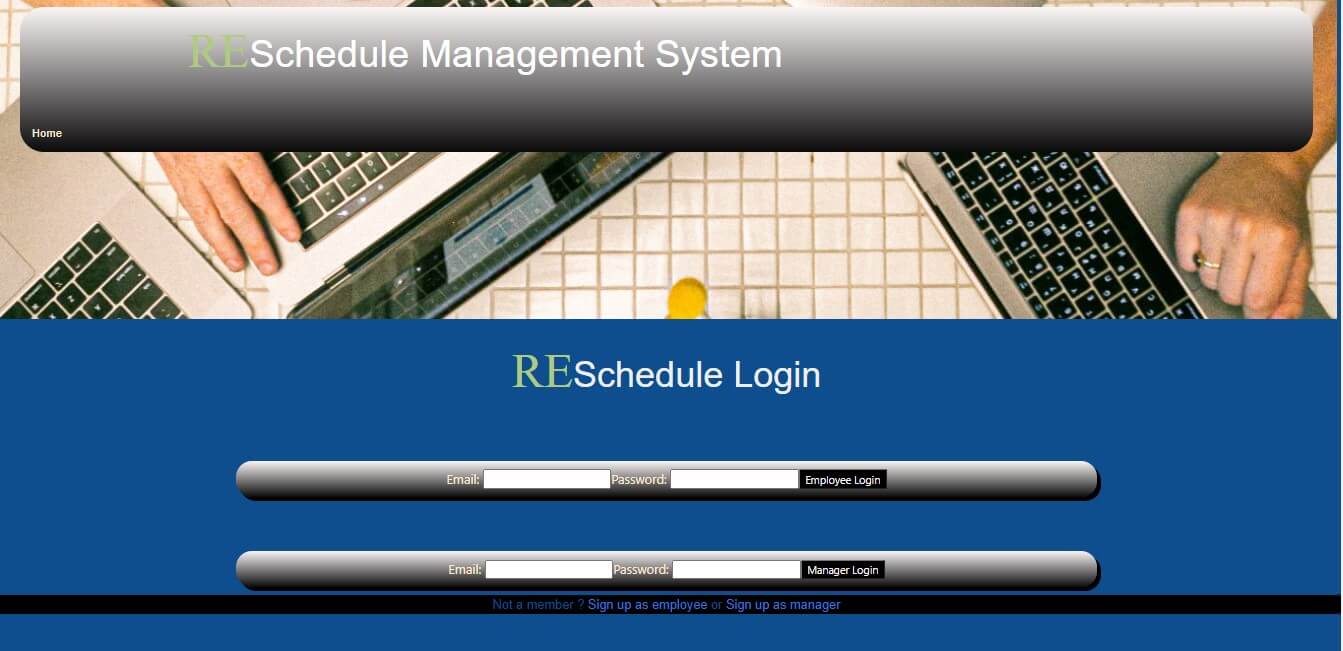 RESchedule Management System
Home
RESchedule Login
Email: Password: Employee Login
Email: Password: Manager Login
Not a member ? Sign up as employee or Sign up as manager